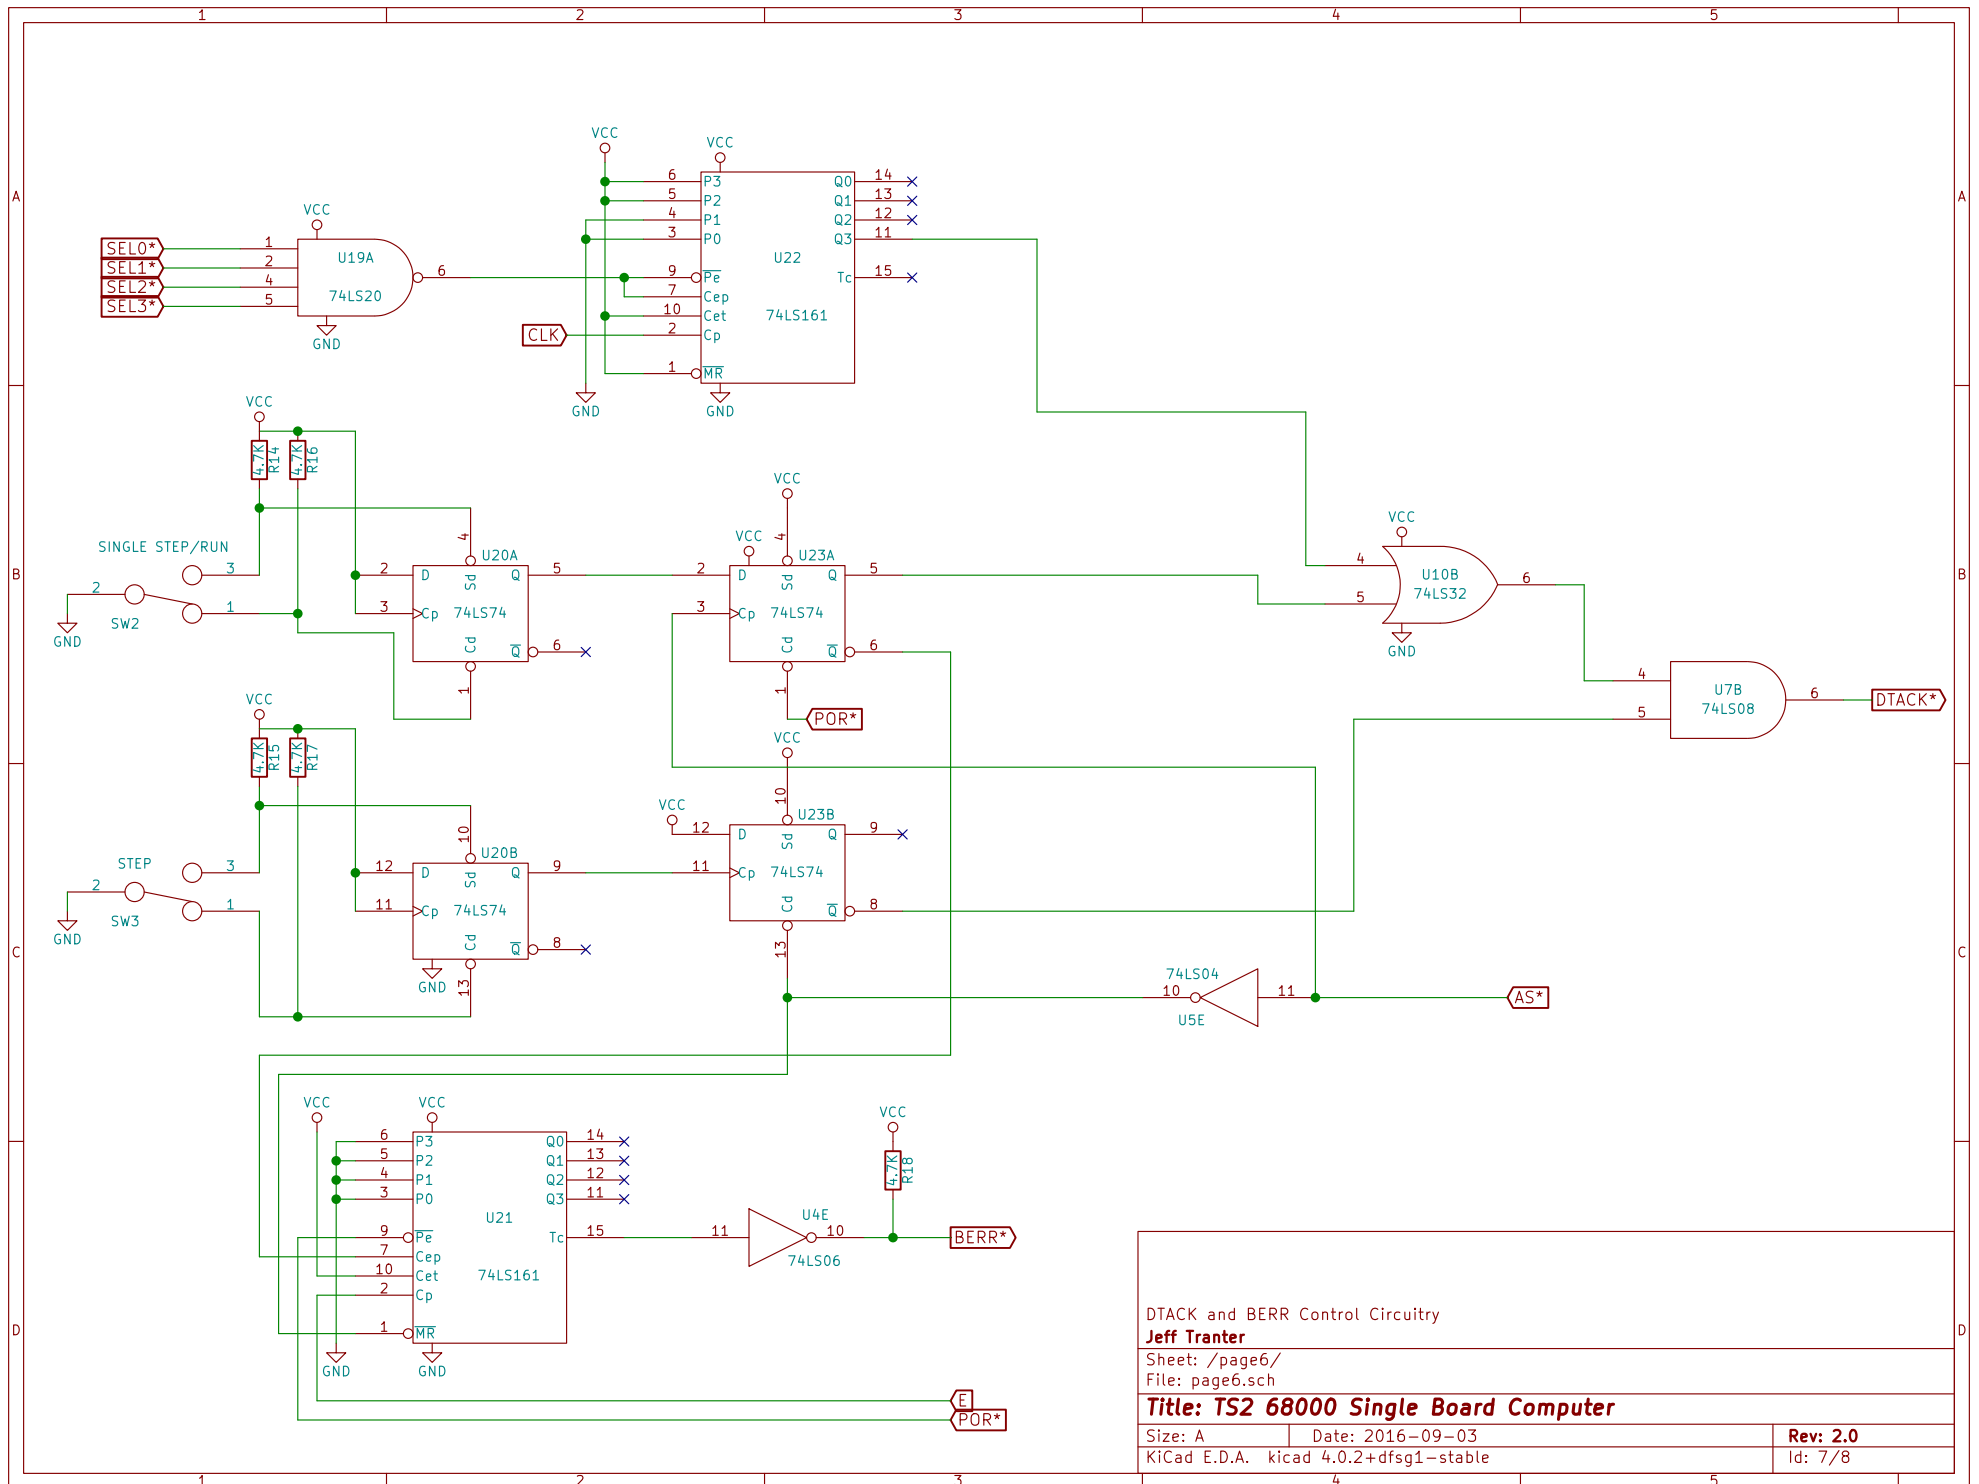 1 2 3 4 5
A A
B B
C C
D D
1 2 3 4 5
VCC
VCC
6 P3 Q0 14
5 P2 Q1 13
4 P1 Q2 12
3 P0 Q3 11
U22
9 Pe Tc 15
7 Cep
10 Cet 74LS161
CLK 2 Cp
1 MR
GND GND
VCC
SEL0* 1
SEL1* 2
SEL2* 4
SEL3* 5
U19A
74LS20
6
GND
VCC
4.7K R14
4.7K R16
SINGLE STEP/RUN
3
2
1
SW2
GND
4
U20A
2 D Sd Q 5
3 Cp 74LS74
Cd Q 6
1
VCC
VCC
4
U23A
2 D Sd Q 5
3 Cp 74LS74
Cd Q 6
1
POR*
VCC
4
5
U10B
74LS32
6
GND
4
5
U7B
74LS08
6
DTACK*
VCC
4.7K R15
4.7K R17
STEP
3
2
1
SW3
GND
10
U20B
12 D Sd Q 9
11 Cp 74LS74
Cd Q 8
GND
13
VCC
VCC
10
U23B
12 D Sd Q 9
11 Cp 74LS74
Cd Q 8
13
74LS04
10 11
U5E
AS*
VCC VCC
6 P3 Q0 14
5 P2 Q1 13
4 P1 Q2 12
3 P0 Q3 11
U21
9 Pe Tc 15
7 Cep
10 Cet 74LS161
2 Cp
1 MR
GND GND
11
U4E
10
74LS06
VCC
4.7K R18
BERR*
E
POR*
DTACK and BERR Control Circuitry
Jeff Tranter
Sheet: /page6/
File: page6.sch
Title: TS2 68000 Single Board Computer
Size: A Date: 2016-09-03 Rev: 2.0
KiCad E.D.A. kicad 4.0.2+dfsg1-stable Id: 7/8